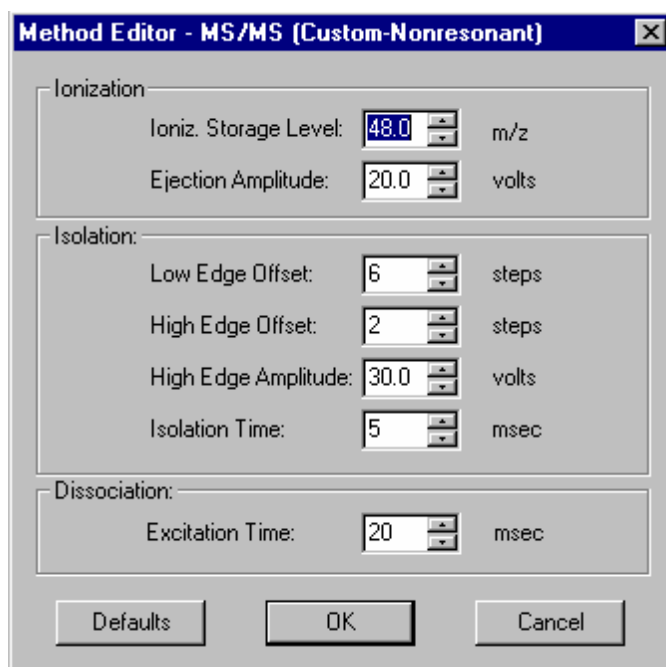 Method Editor - MS/MS (Custom-Nonresonant)
Ionization
Ioniz. Storage Level: 48.0 m/z
Ejection Amplitude: 20.0 volts
Isolation:
Low Edge Offset: 6 steps
High Edge Offset: 2 steps
High Edge Amplitude: 30.0 volts
Isolation Time: 5 msec
Dissociation:
Excitation Time: 20 msec
Defaults OK Cancel